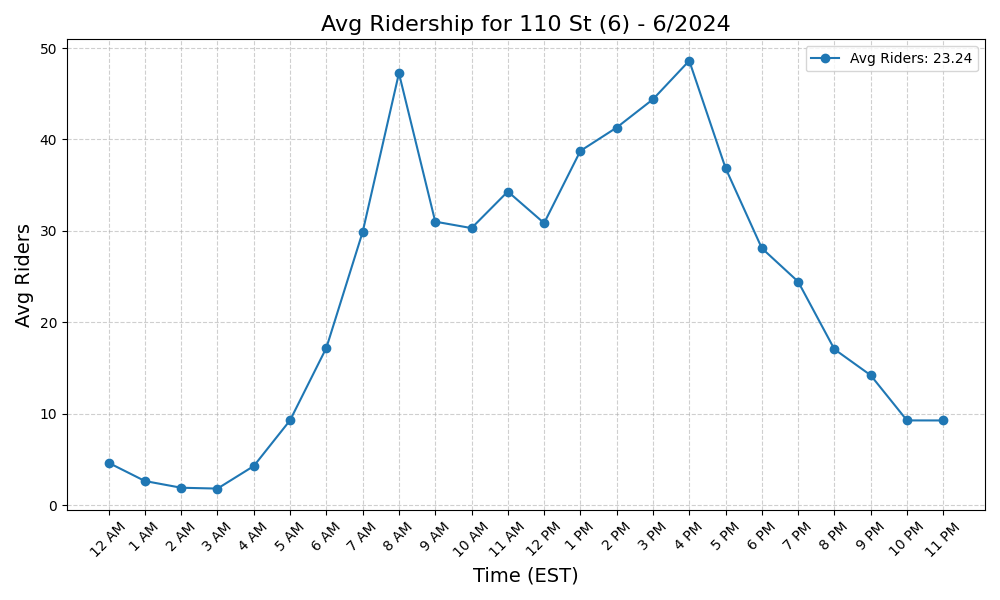 Avg Ridership for 110 St (6) - 6/2024
Avg Riders: 23.24
Avg Riders
50
40
30
20
10
0
12 AM
1 AM
2 AM
3 AM
4 AM
5 AM
6 AM
7 AM
8 AM
9 AM
10 AM
11 AM
12 PM
1 PM
2 PM
3 PM
4 PM
5 PM
6 PM
7 PM
8 PM
9 PM
10 PM
11 PM
Time (EST)